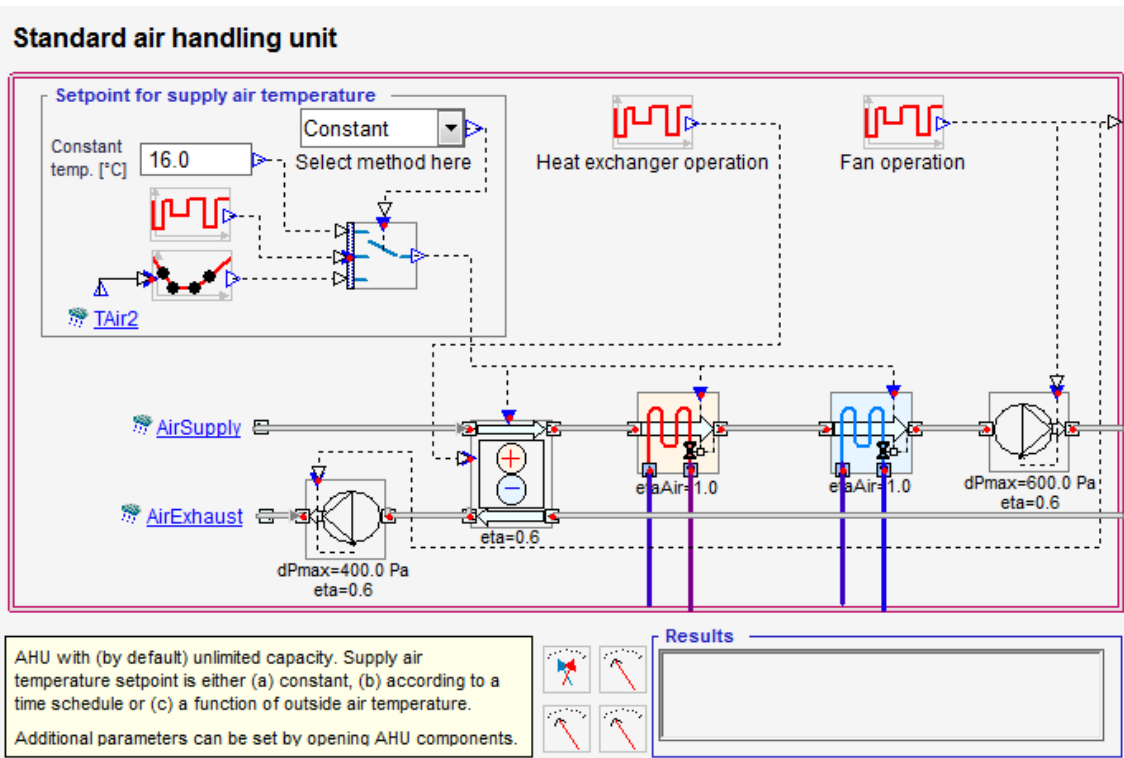 Standard air handling unit
Setpoint for supply air temperature
Constant
temp. [°C]
16.0
Constant
Select method here
Heat exchanger operation
Fan operation
TAir2
AirSupply
AirExhaust
etaAir=1.0
etaAir=1.0
dPmax=600.0 Pa
eta=0.6
eta=0.6
dPmax=400.0 Pa
eta=0.6
AHU with (by default) unlimited capacity. Supply air
temperature setpoint is either (a) constant, (b) according to a
time schedule or (c) a function of outside air temperature.
Additional parameters can be set by opening AHU components.
Results